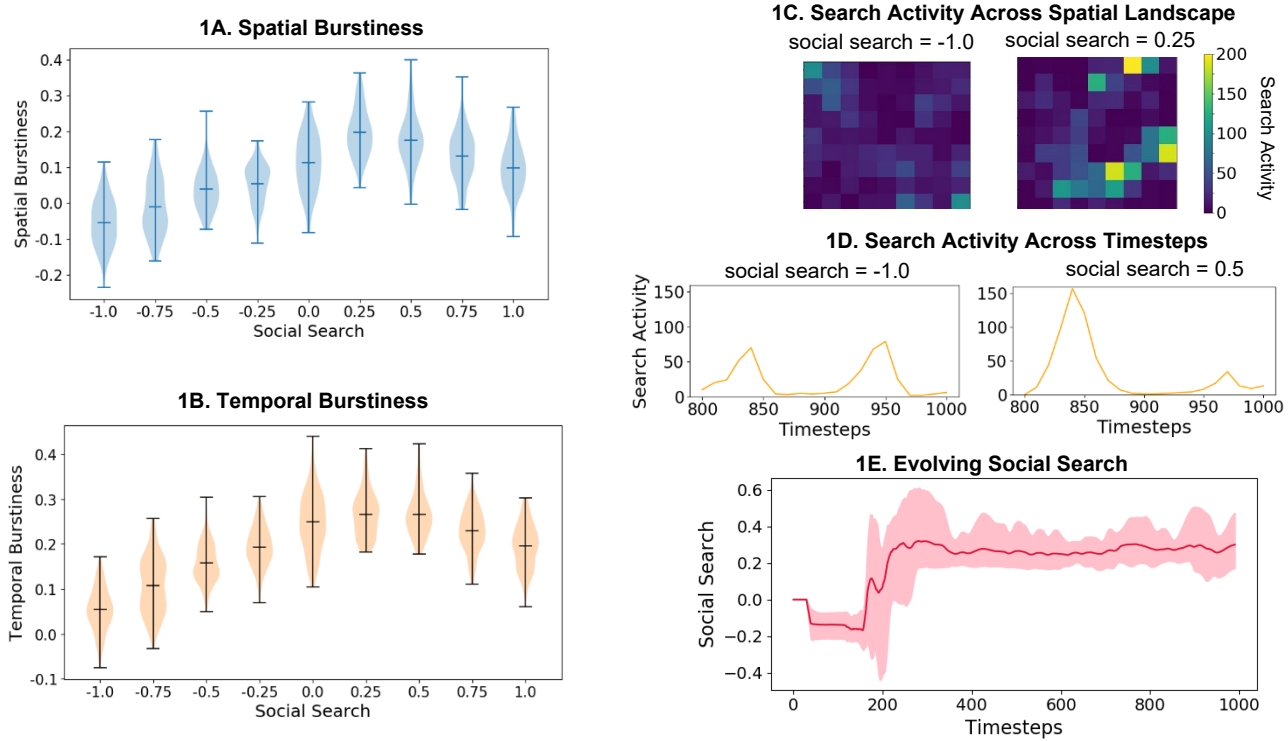 1A. Spatial Burstiness
Spatial Burstiness
0.4
0.3
0.2
0.1
0.0
-0.1
-0.2
-1.0 -0.75 -0.5 -0.25 0.0 0.25 0.5 0.75 1.0
Social Search
1B. Temporal Burstiness
Temporal Burstiness
0.4
0.3
0.2
0.1
0.0
-0.1
-1.0 -0.75 -0.5 -0.25 0.0 0.25 0.5 0.75 1.0
Social Search
1C. Search Activity Across Spatial Landscape
social search = -1.0
social search = 0.25
200
150
100
50
0
Search Activity
1D. Search Activity Across Timesteps
social search = -1.0
Search Activity
150
100
50
0
800 850 900 950 1000
Timesteps
social search = 0.5
150
100
50
0
800 850 900 950 1000
Timesteps
1E. Evolving Social Search
Social Search
0.6
0.4
0.2
0.0
−0.2
−0.4
0 200 400 600 800 1000
Timesteps